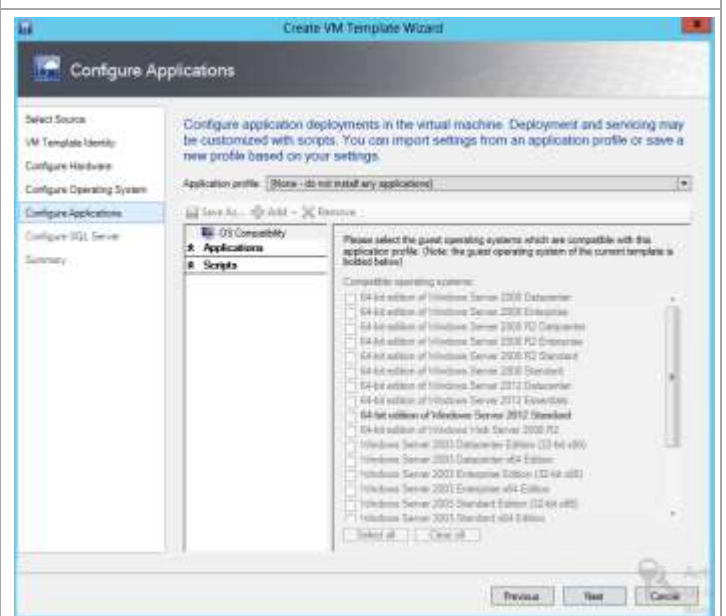 Create VM Template Wizard
Configure Applications
Select Source
VM Template Identity
Configure Hardware
Configure Operating System
Configure Applications
Configure SQL Server
Summary
Configure application deployments in the virtual machine. Deployment and servicing may
be customized with scripts. You can import settings from an application profile or save a
new profile based on your settings.
Application profile: [None - do not install any applications]
Save As... Add Remove
OS Compatibility
Applications
Scripts
Please select the guest operating systems which are compatible with this
application profile. (Note: the guest operating system of the current template is
bolded below)
Compatible operating systems:
64-bit edition of Windows Server 2008 Datacenter
64-bit edition of Windows Server 2008 Enterprise
64-bit edition of Windows Server 2008 R2 Datacenter
64-bit edition of Windows Server 2008 R2 Enterprise
64-bit edition of Windows Server 2008 R2 Standard
64-bit edition of Windows Server 2008 Standard
64-bit edition of Windows Server 2012 Datacenter
64-bit edition of Windows Server 2012 Essentials
64-bit edition of Windows Server 2012 Standard
64-bit edition of Windows Web Server 2008 R2
Windows Server 2003 Datacenter Edition (32-bit x86)
Windows Server 2003 Datacenter x64 Edition
Windows Server 2003 Enterprise Edition (32-bit x86)
Windows Server 2003 Enterprise x64 Edition
Windows Server 2003 Standard Edition (32-bit x86)
Windows Server 2003 Standard x64 Edition
Select all Clear all
Previous Next Cancel